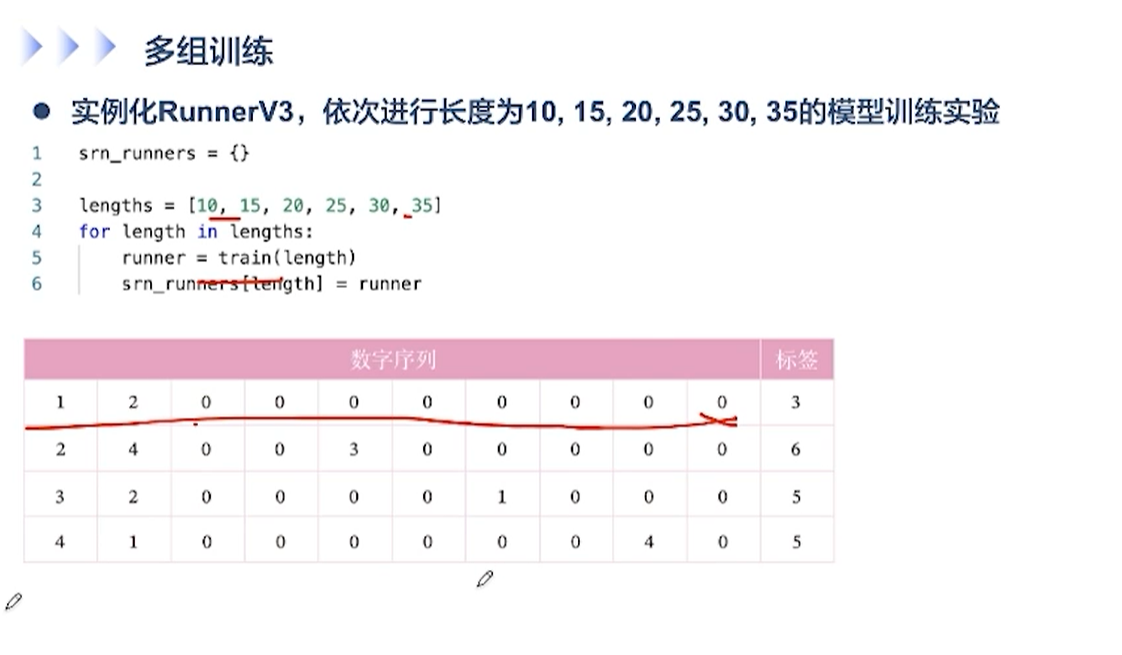 多组训练
● 实例化RunnerV3，依次进行长度为10, 15, 20, 25, 30, 35的模型训练实验
1 srn_runners = {}
2
3 lengths = [10, 15, 20, 25, 30, 35]
4 for length in lengths:
5 runner = train(length)
6 srn_runners[length] = runner
数字序列 标签
1 2 0 0 0 0 0 0 0 0 3
2 4 0 0 3 0 0 0 0 0 6
3 2 0 0 0 0 1 0 0 0 5
4 1 0 0 0 0 0 0 4 0 5